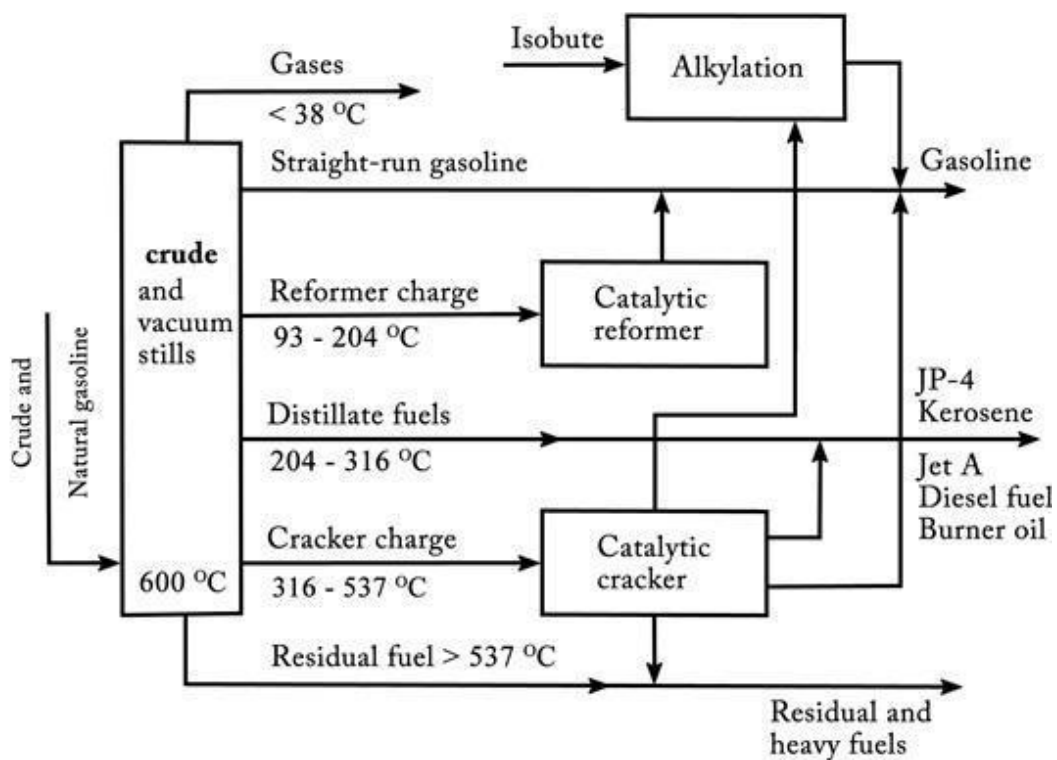 Isobute
Alkylation
Gases
< 38 °C
Straight-run gasoline
Gasoline
crude
and
vacuum
stills
600 °C
Reformer charge
93 - 204 °C
Catalytic
reformer
Crude and
Natural gasoline
Distillate fuels
204 - 316 °C
JP-4
Kerosene
Jet A
Diesel fuel
Burner oil
Cracker charge
316 - 537 °C
Catalytic
cracker
Residual fuel > 537 °C
Residual and
heavy fuels